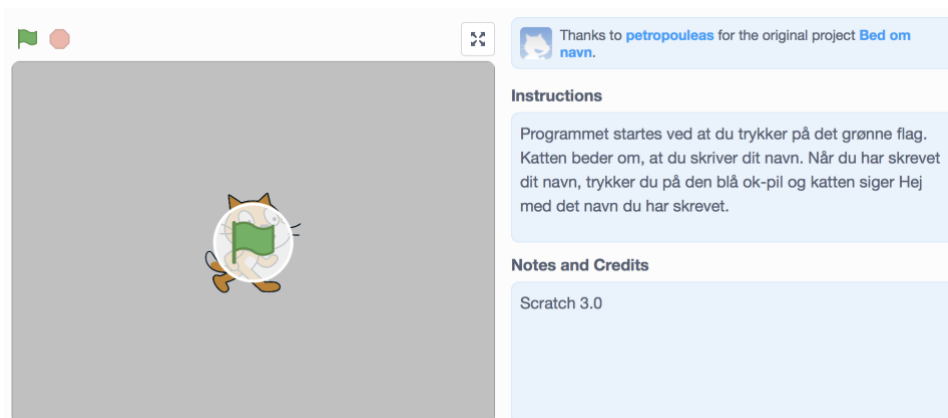 Thanks to petropouleas for the original project Bed om
navn.
Instructions
Programmet startes ved at du trykker på det grønne flag.
Katten beder om, at du skriver dit navn. Når du har skrevet
dit navn, trykker du på den blå ok-pil og katten siger Hej
med det navn du har skrevet.
Notes and Credits
Scratch 3.0